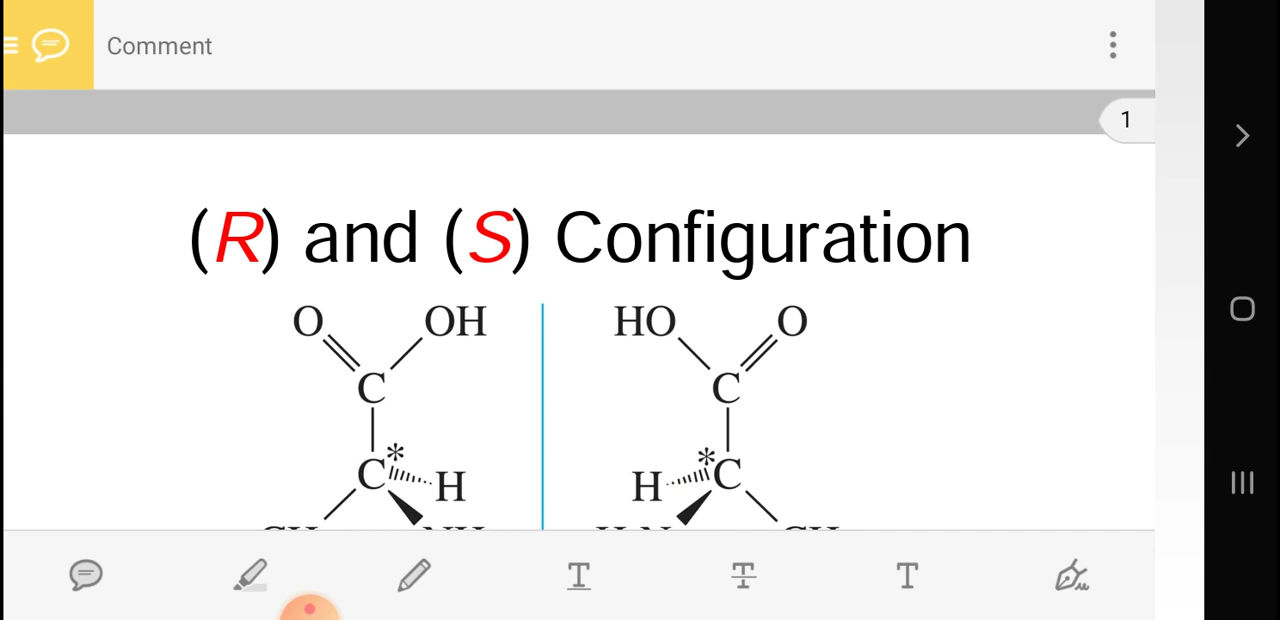 Comment
1
(R) and (S) Configuration
O OH HO O
C C
C* H H *C